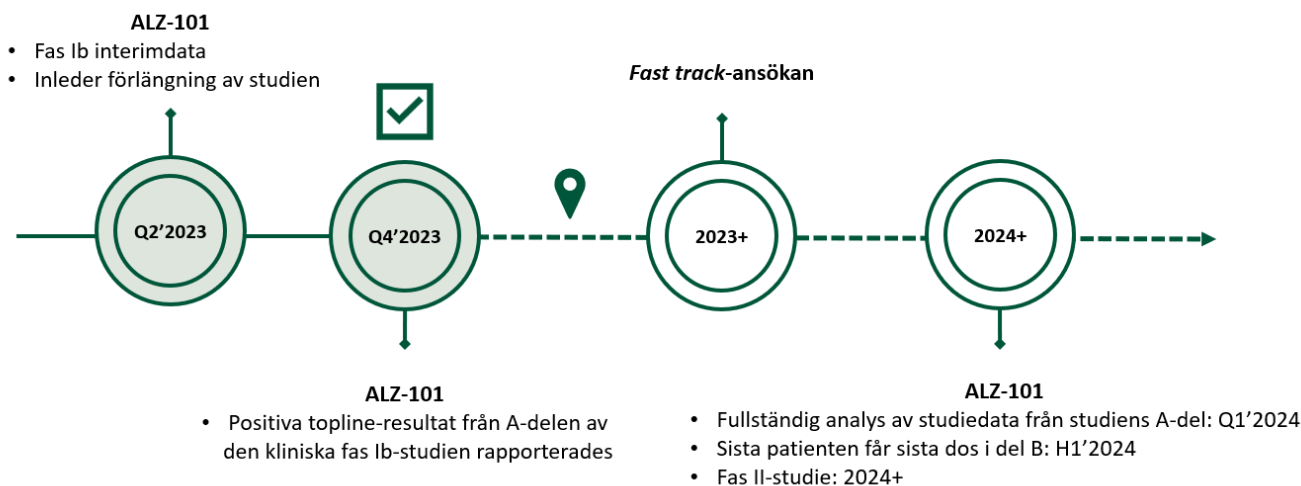 ALZ-101
• Fas Ib interimdata
• Inleder förlängning av studien
Fast track-ansökan
Q2’2023
Q4’2023
2023+
2024+
ALZ-101
• Positiva topline-resultat från A-delen av
den kliniska fas Ib-studien rapporterades
ALZ-101
• Fullständig analys av studiedata från studiens A-del: Q1’2024
• Sista patienten får sista dos i del B: H1’2024
• Fas II-studie: 2024+